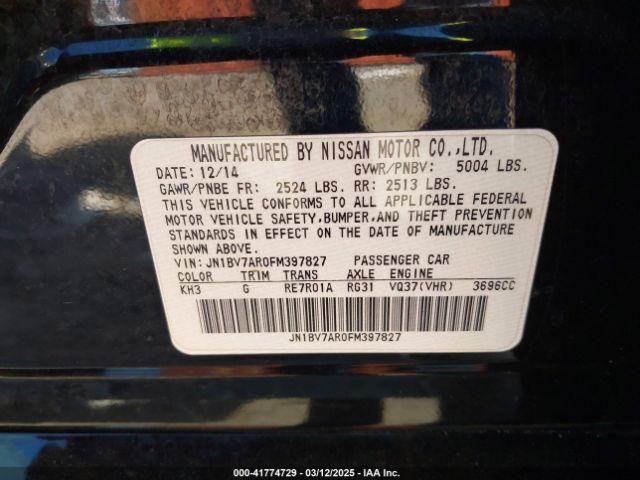 MANUFACTURED BY NISSAN MOTOR CO.,LTD.
DATE: 12/14 GVWR/PNBV: 5004 LBS.
GAWR/PNBE FR: 2524 LBS. RR: 2513 LBS.
THIS VEHICLE CONFORMS TO ALL APPLICABLE FEDERAL
MOTOR VEHICLE SAFETY,BUMPER,AND THEFT PREVENTION
STANDARDS IN EFFECT ON THE DATE OF MANUFACTURE
SHOWN ABOVE.
VIN: JN1BV7AR0FM397827 PASSENGER CAR
COLOR TRIM TRANS AXLE ENGINE
KH3 G RE7R01A RG31 VQ37(VHR) 3696CC
JN1BV7AR0FM397827
000-41774729 - 03/12/2025 - IAA Inc.